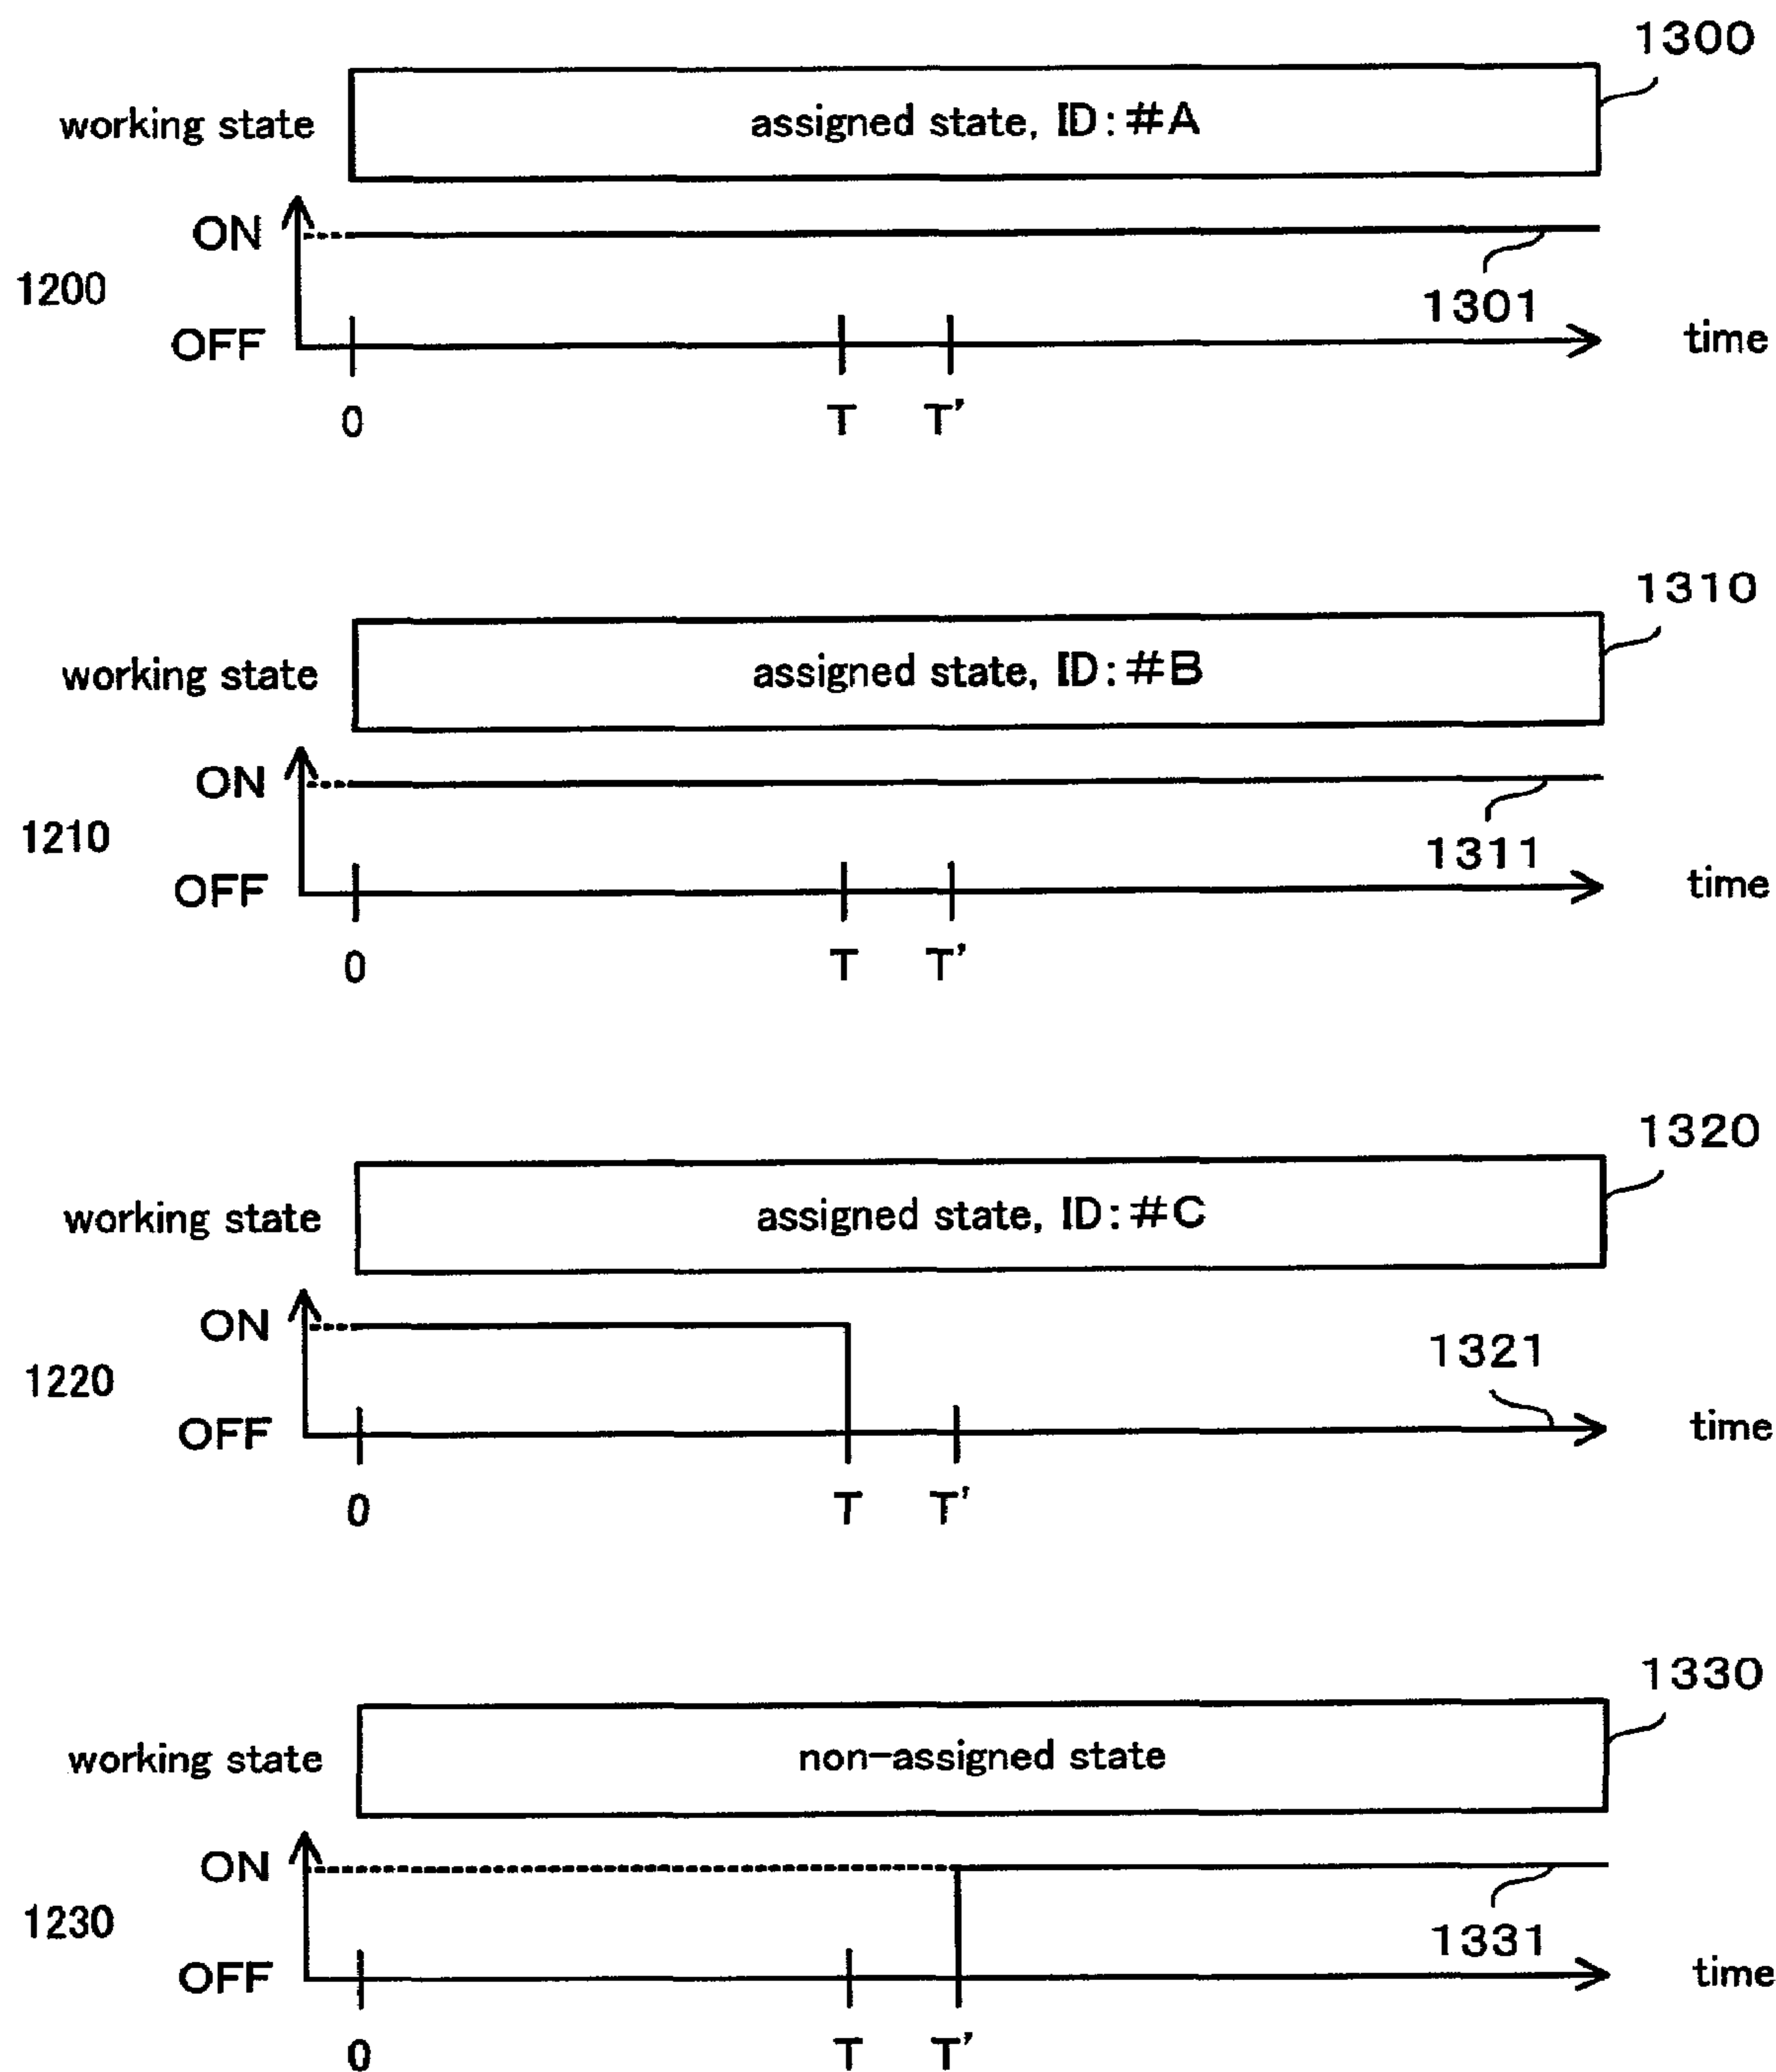 1300
working state assigned state, ID:#A
ON
1200
1301
OFF time
0 T T'
1310
working state assigned state, ID:#B
ON
1210
1311
OFF time
0 T T'
1320
working state assigned state, ID:#C
ON
1321
1220
OFF time
0 T T'
1330
working state non-assigned state
ON
1230
1331
OFF time
0 T T'